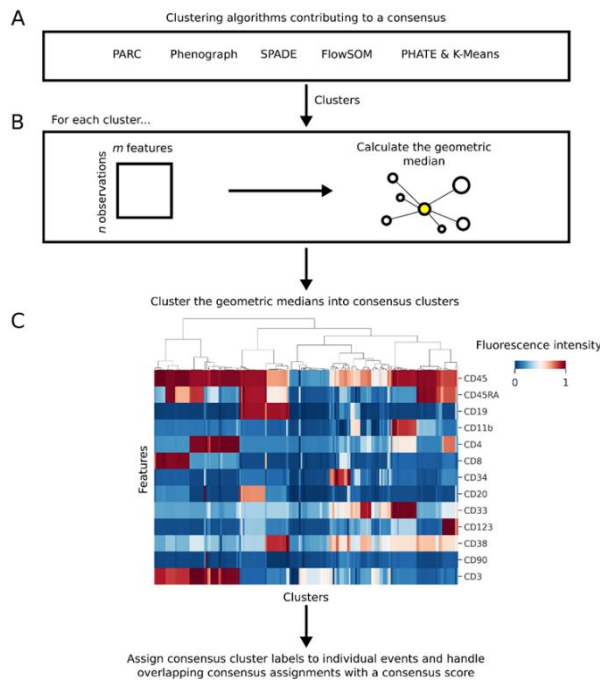 A
Clustering algorithms contributing to a consensus
PARC Phenograph SPADE FlowSOM PHATE & K-Means
Clusters
B
For each cluster...
m features
n observations
Calculate the geometric
median
Cluster the geometric medians into consensus clusters
C
Fluorescence intensity
0 1
Features
CD45
CD45RA
CD19
CD11b
CD4
CD8
CD34
CD20
CD33
CD123
CD38
CD90
CD3
Clusters
Assign consensus cluster labels to individual events and handle
overlapping consensus assignments with a consensus score